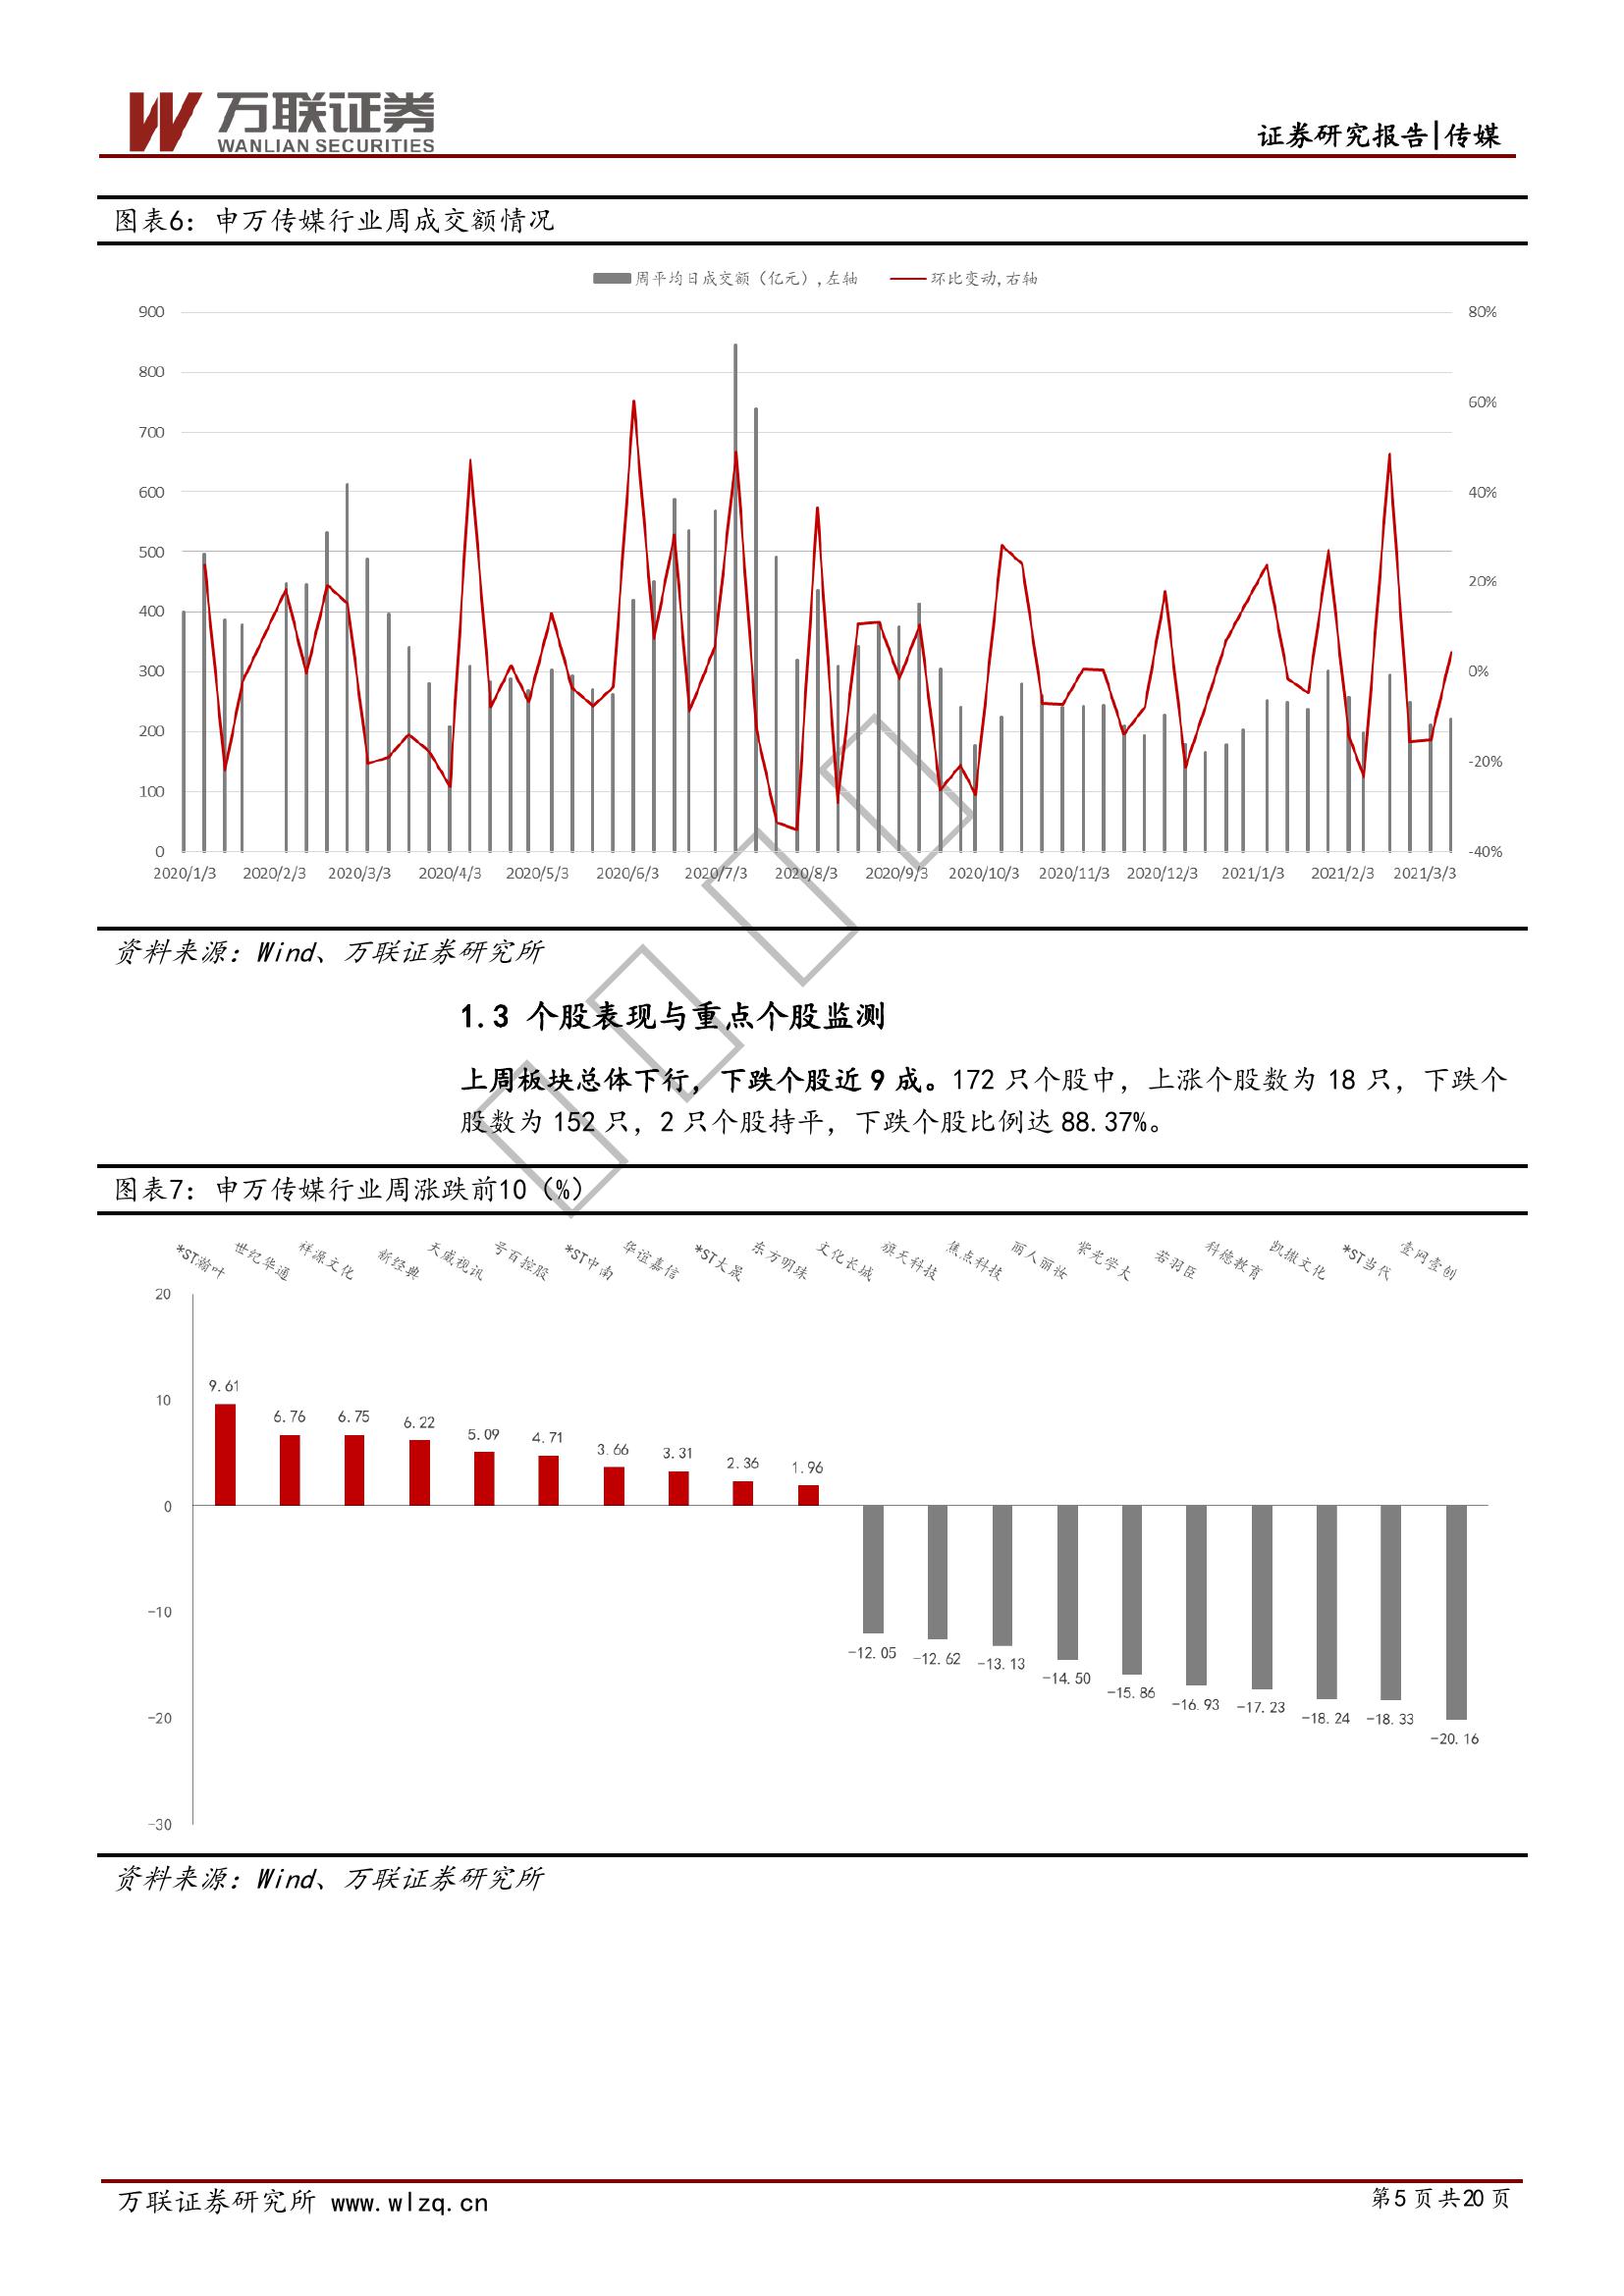 万联证券
WANLIAN SECURITIES
证券研究报告|传媒
图表6：申万传媒行业周成交额情况
周平均日成交额（亿元）,左轴 环比变动,右轴
900 80%
800
700 60%
600 40%
500
400 20%
300 0%
200 -20%
100
0 -40%
2020/1/3 2020/2/3 2020/3/3 2020/4/3 2020/5/3 2020/6/3 2020/7/3 2020/8/3 2020/9/3 2020/10/3 2020/11/3 2020/12/3 2021/1/3 2021/2/3 2021/3/3
资料来源：Wind、万联证券研究所
1.3 个股表现与重点个股监测
上周板块总体下行，下跌个股近 9 成。172 只个股中，上涨个股数为 18 只，下跌个
股数为 152 只，2 只个股持平，下跌个股比例达 88.37%。
图表7：申万传媒行业周涨跌前10（%）
*ST瀚叶 世纪华通 祥源文化 新经典 天威视讯 号百控股 *ST中南 华谊嘉信 *ST大晟 东方明珠 文化长城 旗天科技 焦点科技 丽人丽妆 紫光学大 若羽臣 科德教育 凯撒文化 *ST当代 壹网壹创
20
10
0
-10
-20
-30
9.61 6.76 6.75 6.22 5.09 4.71 3.66 3.31 2.36 1.96
-12.05 -12.62 -13.13 -14.50 -15.86 -16.93 -17.23 -18.24 -18.33 -20.16
资料来源：Wind、万联证券研究所
万联证券研究所 www.wlzq.cn
第5 页 共20 页